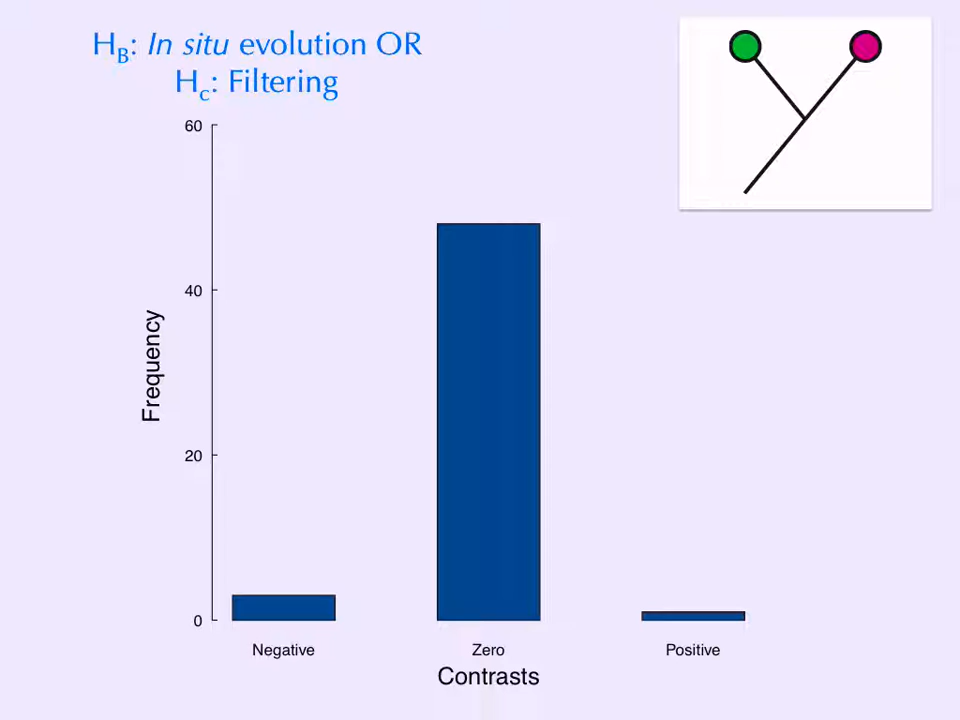 H_B: In situ evolution OR
H_c: Filtering
60
40
20
0
Frequency
Negative Zero Positive
Contrasts